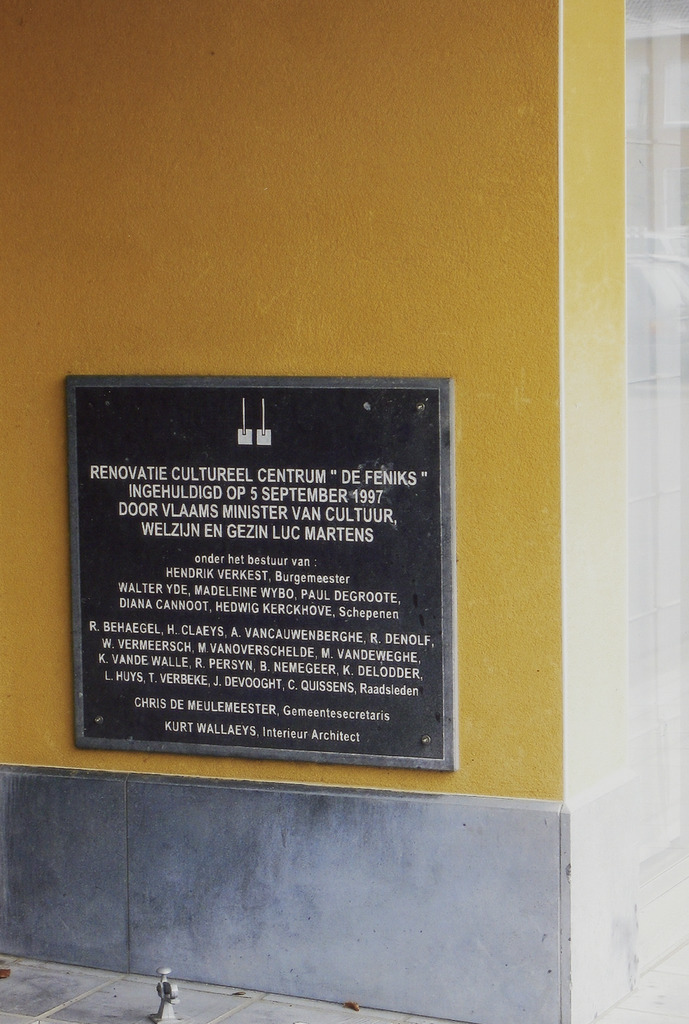 RENOVATIE CULTUREEL CENTRUM " DE FENIKS "
INGEHULDIGD OP 5 SEPTEMBER 1997
DOOR VLAAMS MINISTER VAN CULTUUR,
WELZIJN EN GEZIN LUC MARTENS
onder het bestuur van :
HENDRIK VERKEST, Burgemeester
WALTER YDE, MADELEINE WYBO, PAUL DEGROOTE,
DIANA CANNOOT, HEDWIG KERCKHOVE, Schepenen
R. BEHAEGEL, H. CLAEYS, A. VANCAUWENBERGHE, R. DENOLF,
W. VERMEERSCH, M.VANOVERSCHELDE, M. VANDEWEGHE,
K. VANDE WALLE, R. PERSYN, B. NEMEGEER, K. DELODDER,
L. HUYS, T. VERBEKE, J. DEVOOGHT, C. QUISSENS, Raadsleden
CHRIS DE MEULEMEESTER, Gemeentesecretaris
KURT WALLAEYS, Interieur Architect